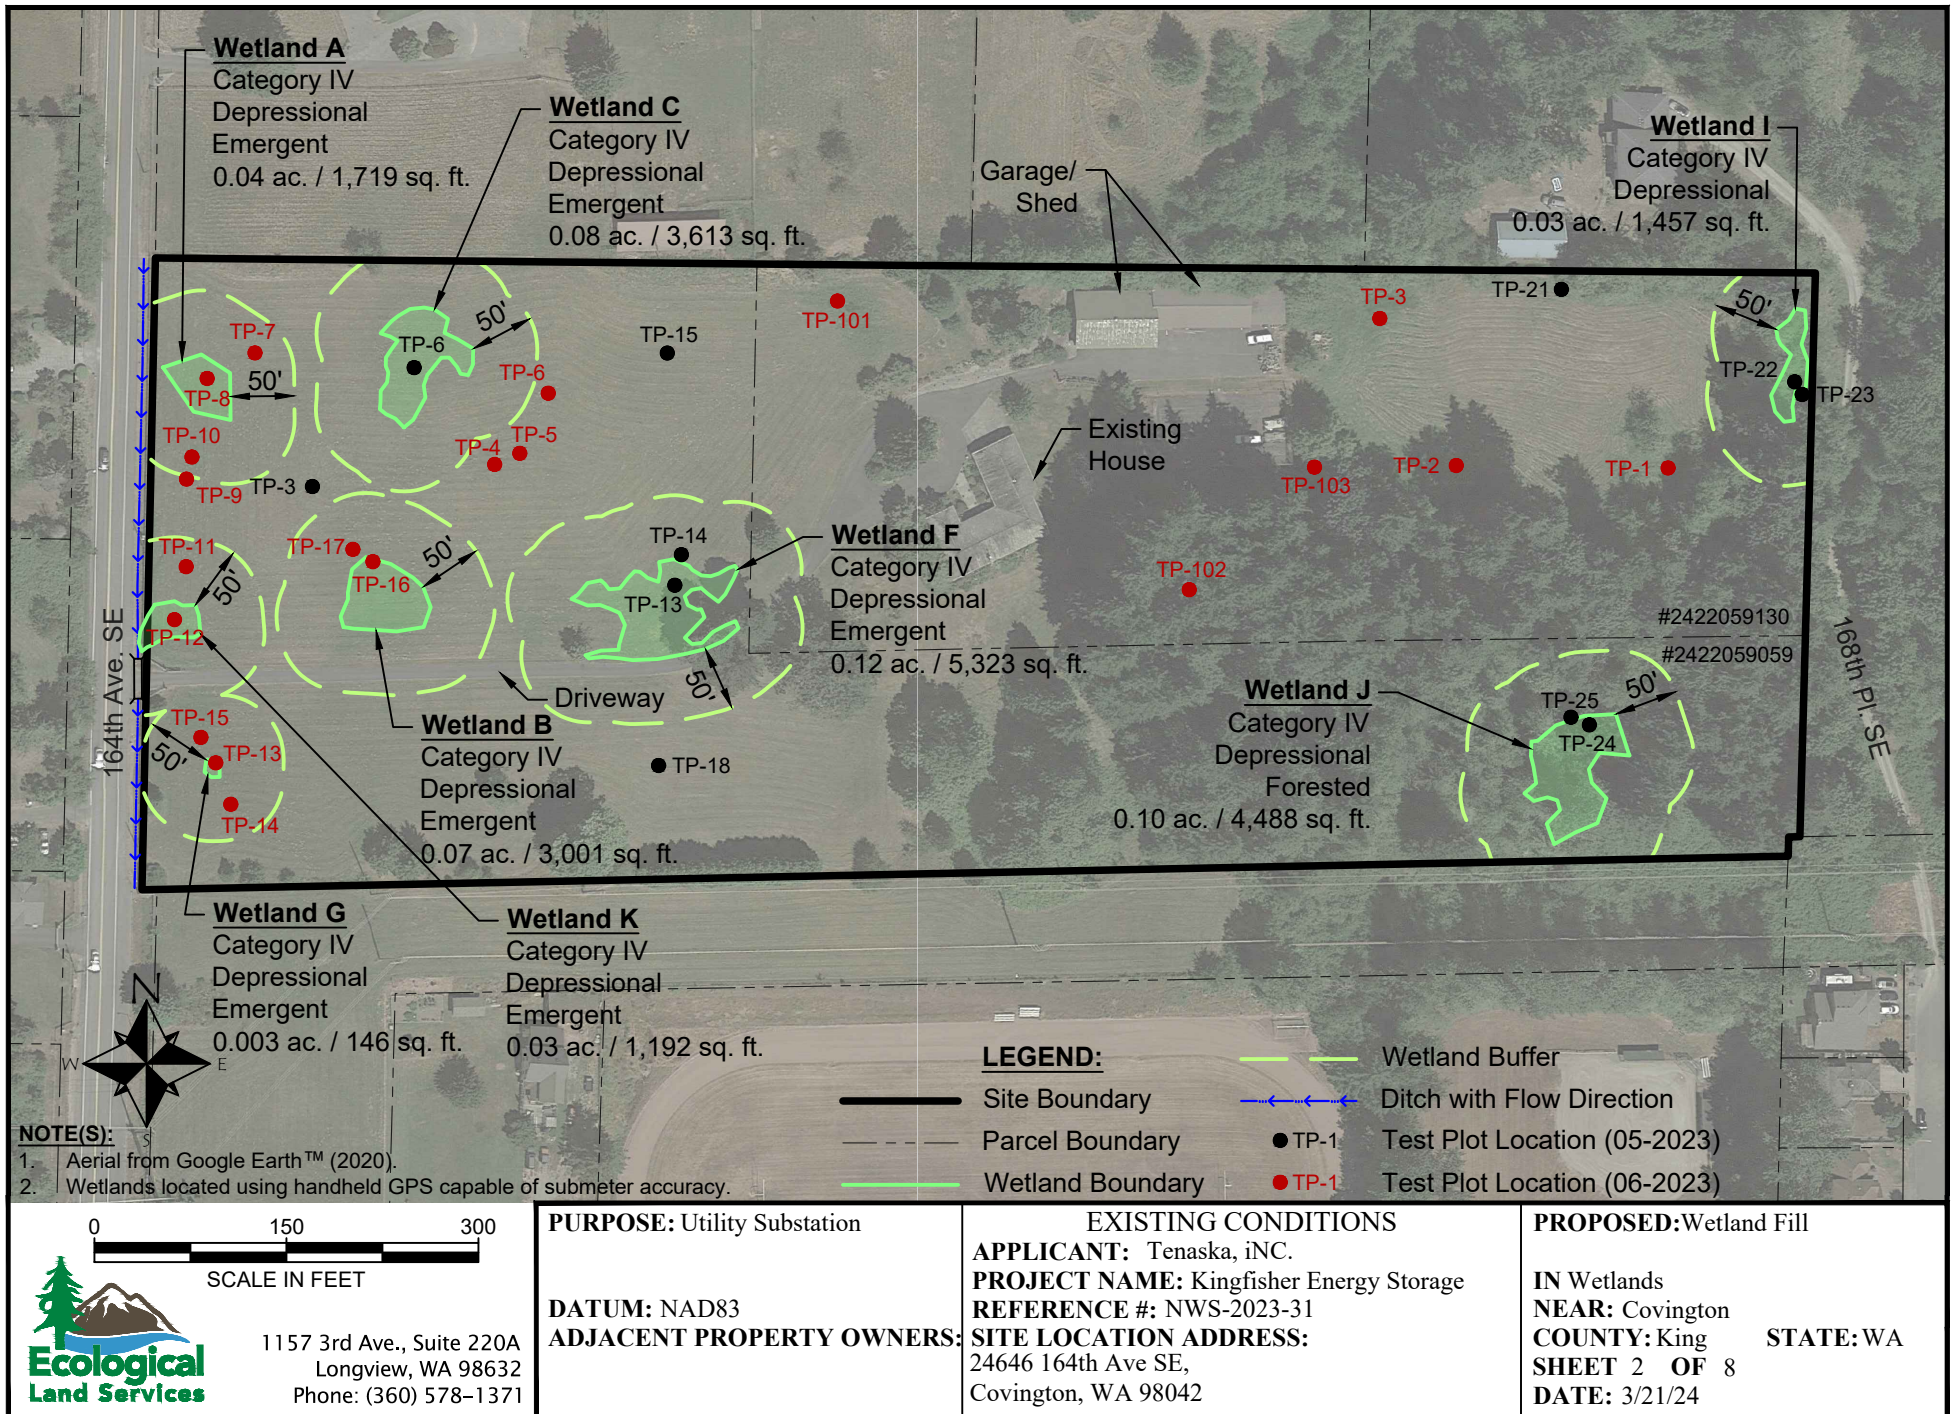 Wetland A
Category IV
Depressional
Emergent
0.04 ac. / 1,719 sq. ft.
Wetland C
Category IV
Depressional
Emergent
0.08 ac. / 3,613 sq. ft.
Garage/
Shed
Wetland I
Category IV
Depressional
0.03 ac. / 1,457 sq. ft.
TP-7
TP-8
50'
TP-10
TP-9
TP-3
TP-6
50'
TP-6
TP-5
TP-4
TP-15
TP-101
TP-3
TP-21
50'
TP-22
TP-23
Existing
House
TP-103
TP-2
TP-1
TP-102
TP-11
50'
TP-12
TP-17
TP-16
50'
TP-14
TP-13
50'
Wetland F
Category IV
Depressional
Emergent
0.12 ac. / 5,323 sq. ft.
#2422059130
#2422059059
164th Ave. SE
168th Pl. SE
Driveway
TP-15
TP-13
50'
TP-14
TP-18
Wetland B
Category IV
Depressional
Emergent
0.07 ac. / 3,001 sq. ft.
Wetland J
Category IV
Depressional
Forested
0.10 ac. / 4,488 sq. ft.
TP-25
TP-24
50'
Wetland G
Category IV
Depressional
Emergent
0.003 ac. / 146 sq. ft.
Wetland K
Category IV
Depressional
Emergent
0.03 ac. / 1,192 sq. ft.
N
W
E
S
LEGEND:
Site Boundary
Parcel Boundary
Wetland Boundary
Wetland Buffer
Ditch with Flow Direction
TP-1 Test Plot Location (05-2023)
TP-1 Test Plot Location (06-2023)
NOTE(S):
1. Aerial from Google Earth™ (2020).
2. Wetlands located using handheld GPS capable of submeter accuracy.
0 150 300
SCALE IN FEET
Ecological
Land Services
1157 3rd Ave., Suite 220A
Longview, WA 98632
Phone: (360) 578-1371
PURPOSE: Utility Substation
DATUM: NAD83
ADJACENT PROPERTY OWNERS:
EXISTING CONDITIONS
APPLICANT: Tenaska, iNC.
PROJECT NAME: Kingfisher Energy Storage
REFERENCE #: NWS-2023-31
SITE LOCATION ADDRESS:
24646 164th Ave SE,
Covington, WA 98042
PROPOSED: Wetland Fill
IN Wetlands
NEAR: Covington
COUNTY: King STATE: WA
SHEET 2 OF 8
DATE: 3/21/24